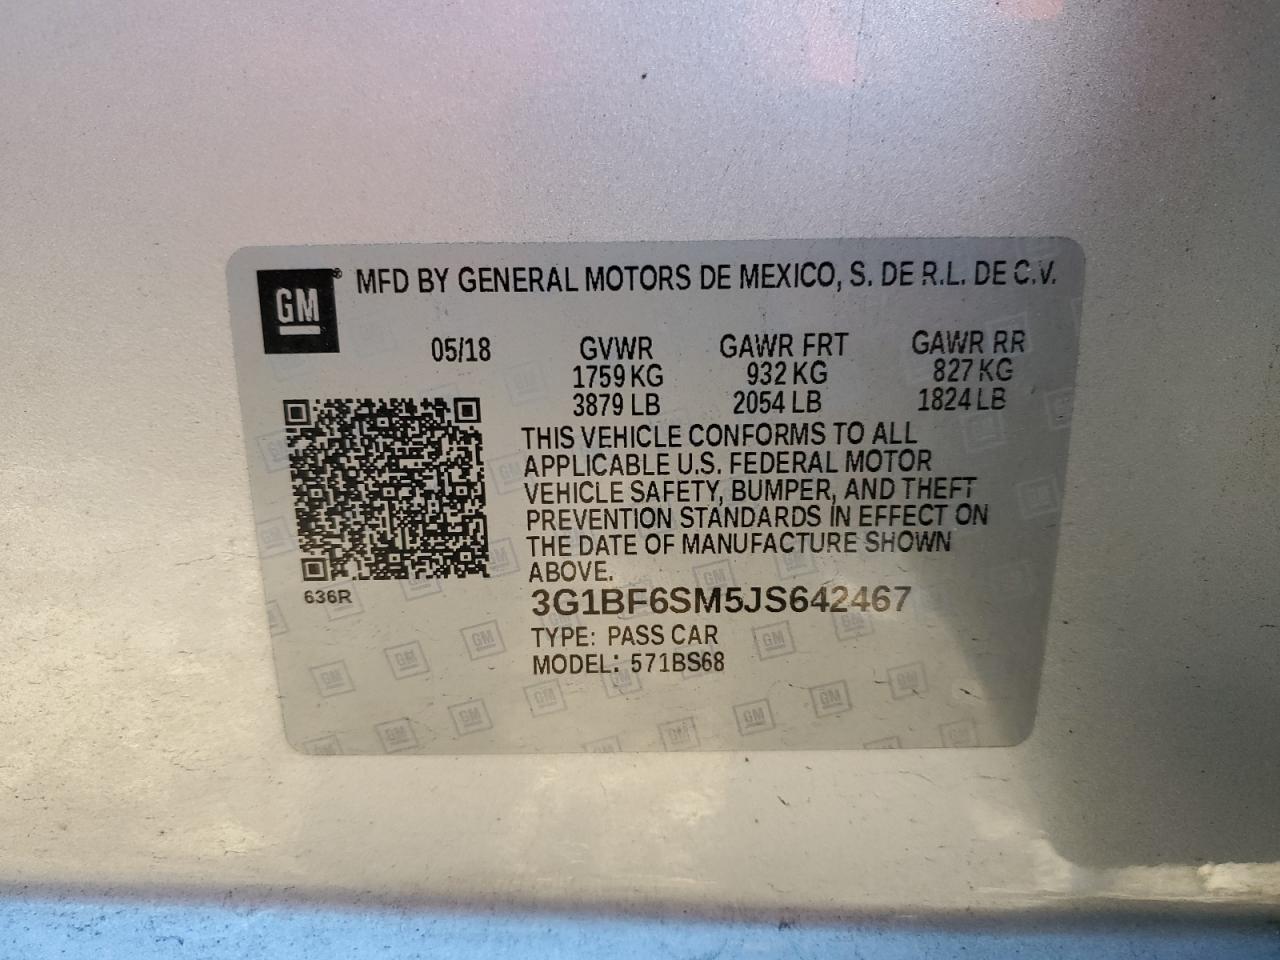 GM® MFD BY GENERAL MOTORS DE MEXICO, S. DE R.L. DE C.V.
05/18 GVWR GAWR FRT GAWR RR
1759 KG 932 KG 827 KG
3879 LB 2054 LB 1824 LB
THIS VEHICLE CONFORMS TO ALL
APPLICABLE U.S. FEDERAL MOTOR
VEHICLE SAFETY, BUMPER, AND THEFT
PREVENTION STANDARDS IN EFFECT ON
THE DATE OF MANUFACTURE SHOWN
ABOVE.
636R
3G1BF6SM5JS642467
TYPE: PASS CAR
MODEL: 571BS68